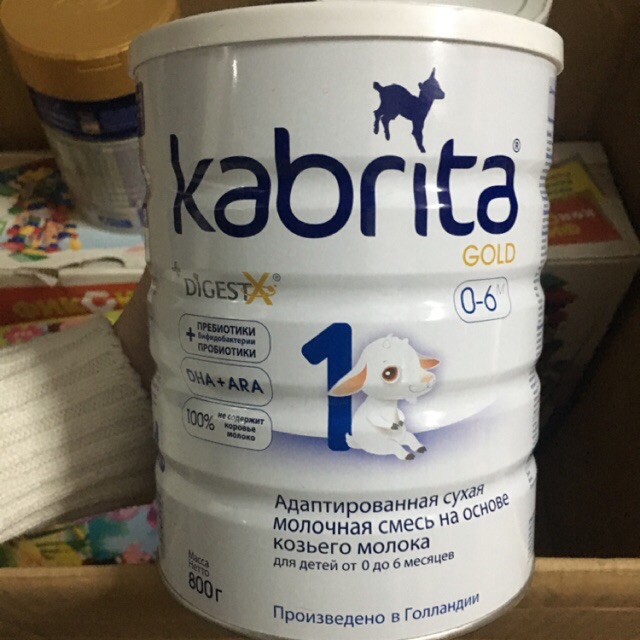 kabrita®
GOLD
+
DIGESTX®
0-6 M
+ ПРЕБИОТИКИ
Бифидобактерии
ПРОБИОТИКИ
DHA+ARA
100% не содержит
коровье
молоко
1
Адаптированная сухая
молочная смесь на основе
козьего молока
для детей от 0 до 6 месяцев
Масса
Нетто
800 г
Произведено в Голландии